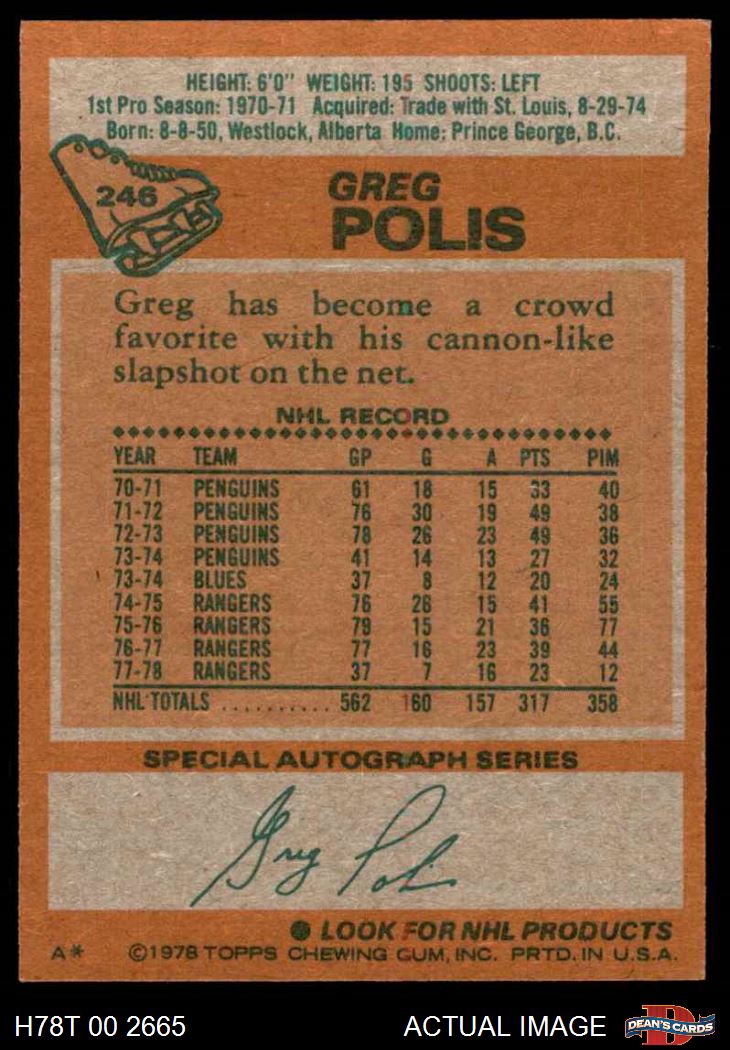 HEIGHT: 6'0" WEIGHT: 195 SHOOTS: LEFT
1st Pro Season: 1970-71 Acquired: Trade with St. Louis, 8-29-74
Born: 8-8-50, Westlock, Alberta Home: Prince George, B.C.
246
GREG
POLIS
Greg has become a crowd
favorite with his cannon-like
slapshot on the net.
NHL RECORD
YEAR TEAM GP G A PTS PIM
70-71 PENGUINS 61 18 15 33 40
71-72 PENGUINS 76 30 19 49 38
72-73 PENGUINS 78 26 23 49 36
73-74 PENGUINS 41 14 13 27 32
73-74 BLUES 37 8 12 20 24
74-75 RANGERS 76 26 15 41 55
75-76 RANGERS 79 15 21 36 77
76-77 RANGERS 77 16 23 39 44
77-78 RANGERS 37 7 16 23 12
NHL TOTALS .......... 562 160 157 317 358
SPECIAL AUTOGRAPH SERIES
Greg Polis
● LOOK FOR NHL PRODUCTS
A* ©1978 TOPPS CHEWING GUM, INC. PRTD. IN U.S.A.
H78T 00 2665 ACTUAL IMAGE D DEAN'S CARDS